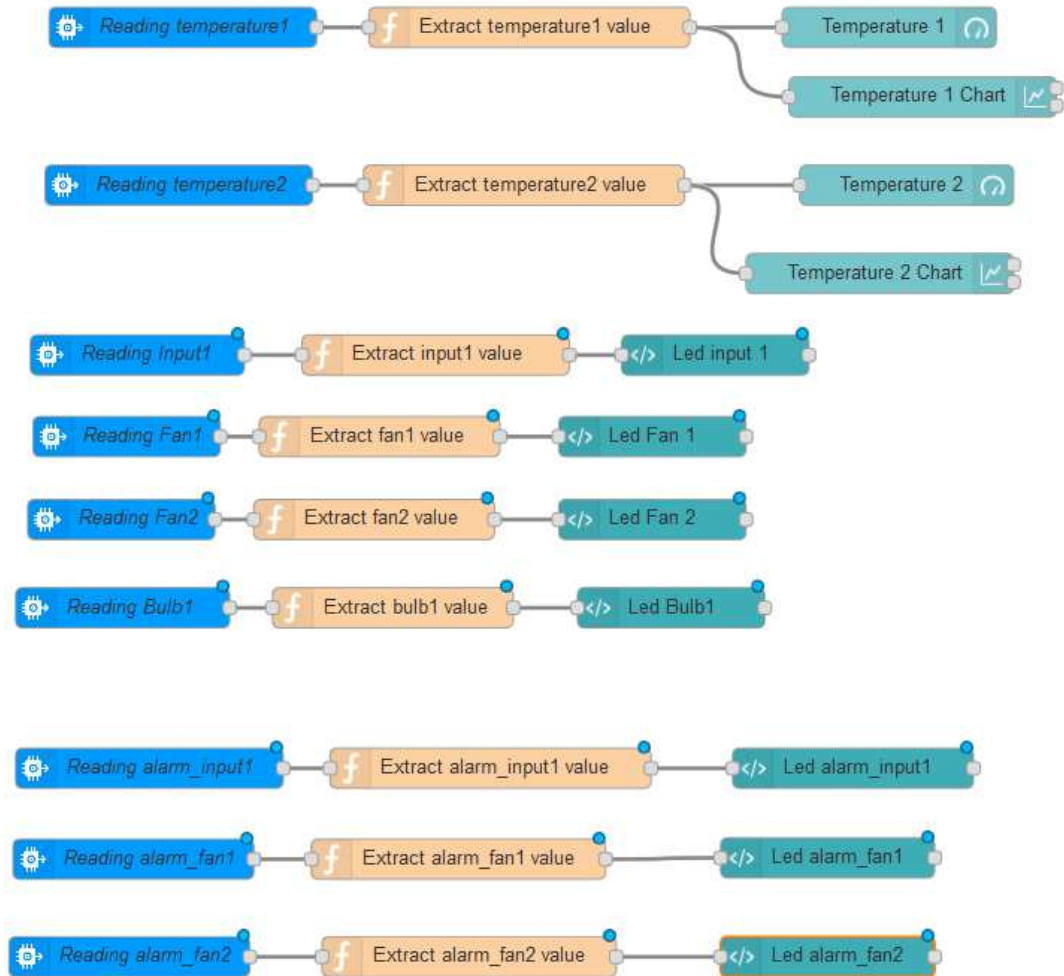 Reading temperature1
Extract temperature1 value
Temperature 1
Temperature 1 Chart
Reading temperature2
Extract temperature2 value
Temperature 2
Temperature 2 Chart
Reading Input1
Extract input1 value
</> Led input 1
Reading Fan1
Extract fan1 value
</> Led Fan 1
Reading Fan2
Extract fan2 value
</> Led Fan 2
Reading Bulb1
Extract bulb1 value
</> Led Bulb1
Reading alarm_input1
Extract alarm_input1 value
</> Led alarm_input1
Reading alarm_fan1
Extract alarm_fan1 value
</> Led alarm_fan1
Reading alarm_fan2
Extract alarm_fan2 value
</> Led alarm_fan2